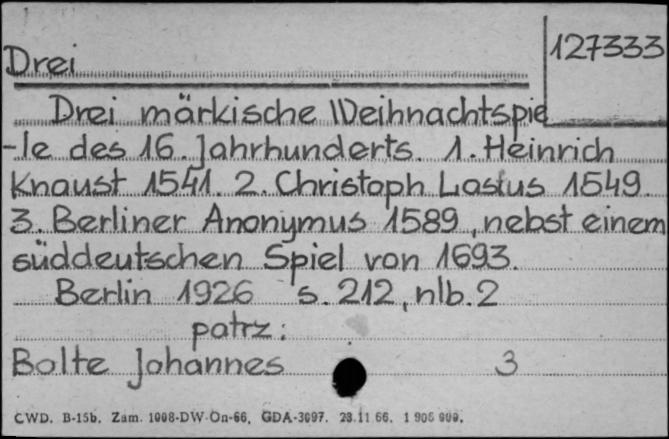 127333
Drei
Drei märkische Weihnachtspie
-le des 16. Jahrhunderts. 1. Heinrich
Knaust 1541. 2. Christoph Lasius 1549.
3. Berliner Anonymus 1589, nebst einem
süddeutschen Spiel von 1693.
Berlin 1926 s. 212, nlb. 2
patrz:
Bolte Johannes 3
CWD. B-15b. Zam. 1008-DW-On-66, GDA-3097. 23.11.66. 1 906 900.